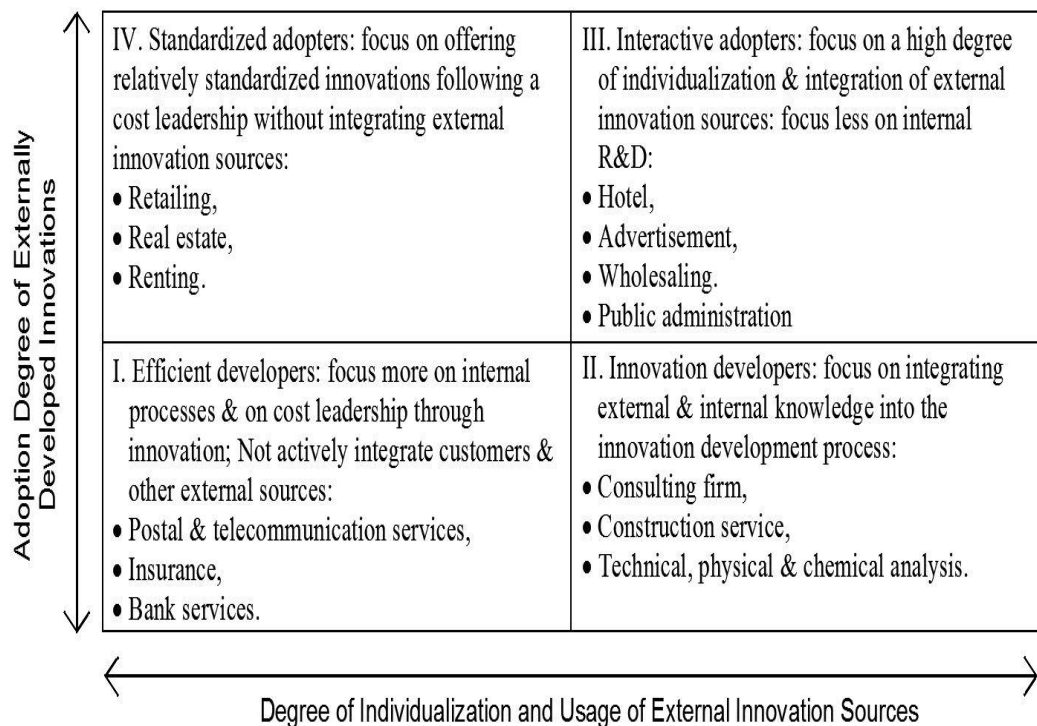 Adoption Degree of Externally
Developed Innovations
IV. Standardized adopters: focus on offering
relatively standardized innovations following a
cost leadership without integrating external
innovation sources:
• Retailing,
• Real estate,
• Renting.
III. Interactive adopters: focus on a high degree
of individualization & integration of external
innovation sources: focus less on internal
R&D:
• Hotel,
• Advertisement,
• Wholesaling.
• Public administration
I. Efficient developers: focus more on internal
processes & on cost leadership through
innovation; Not actively integrate customers &
other external sources:
• Postal & telecommunication services,
• Insurance,
• Bank services.
II. Innovation developers: focus on integrating
external & internal knowledge into the
innovation development process:
• Consulting firm,
• Construction service,
• Technical, physical & chemical analysis.
Degree of Individualization and Usage of External Innovation Sources